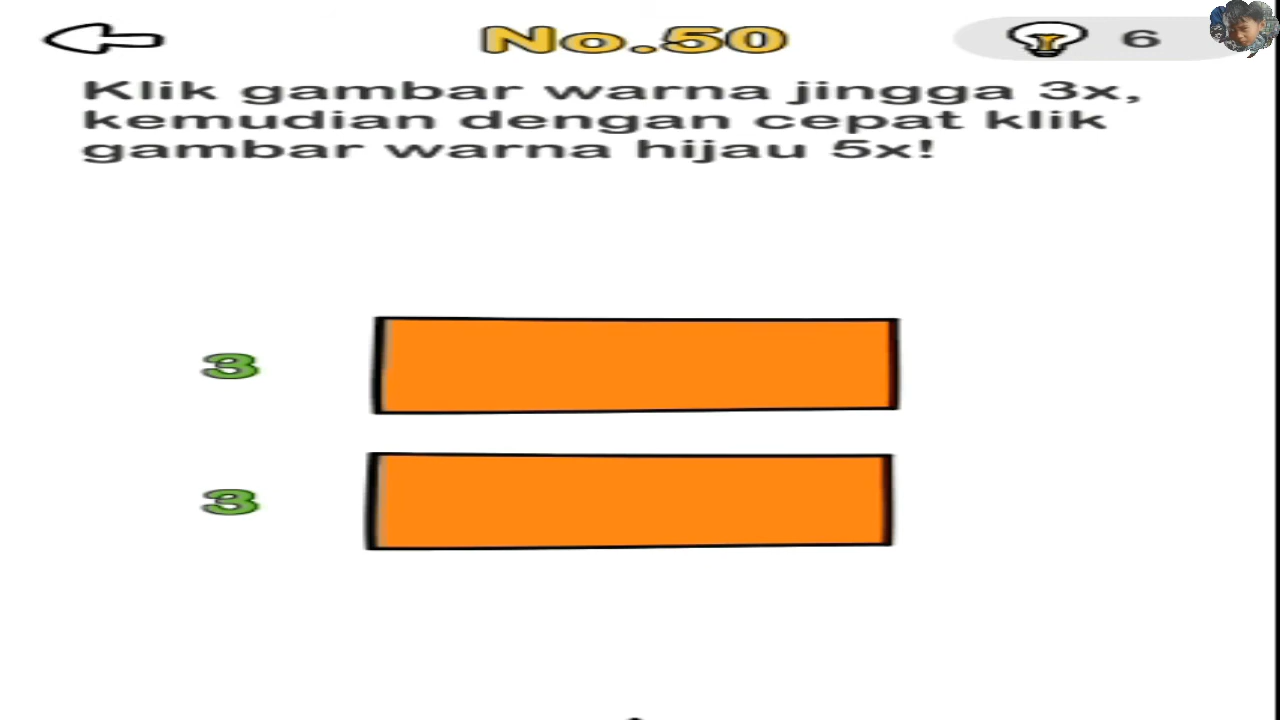 No.50
6
Klik gambar warna jingga 3x,
kemudian dengan cepat klik
gambar warna hijau 5x!
3
3